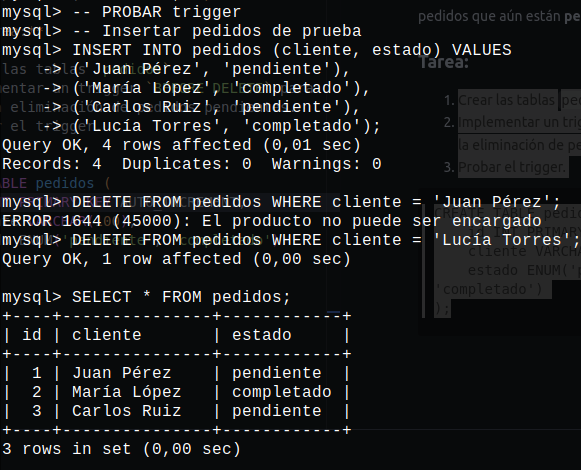 mysql> -- PROBAR trigger
mysql> -- Insertar pedidos de prueba
mysql> INSERT INTO pedidos (cliente, estado) VALUES
    -> ('Juan Pérez', 'pendiente'),
    -> ('María López', 'completado'),
    -> ('Carlos Ruiz', 'pendiente'),
    -> ('Lucía Torres', 'completado');
Query OK, 4 rows affected (0,01 sec)
Records: 4  Duplicates: 0  Warnings: 0
mysql> DELETE FROM pedidos WHERE cliente = 'Juan Pérez';
ERROR 1644 (45000): El producto no puede ser encargado
mysql> DELETE FROM pedidos WHERE cliente = 'Lucía Torres';
Query OK, 1 row affected (0,00 sec)
mysql> SELECT * FROM pedidos;
+----+--------------+------------+
| id | cliente      | estado     |
+----+--------------+------------+
|  1 | Juan Pérez   | pendiente  |
|  2 | María López  | completado |
|  3 | Carlos Ruiz  | pendiente  |
+----+--------------+------------+
3 rows in set (0,00 sec)
pedidos que aún están
Tarea:
1. Crear las tablas
2. Implementar un
la eliminación de
3. Probar el trigger.
cliente
estado ENUM(
'completado')
);